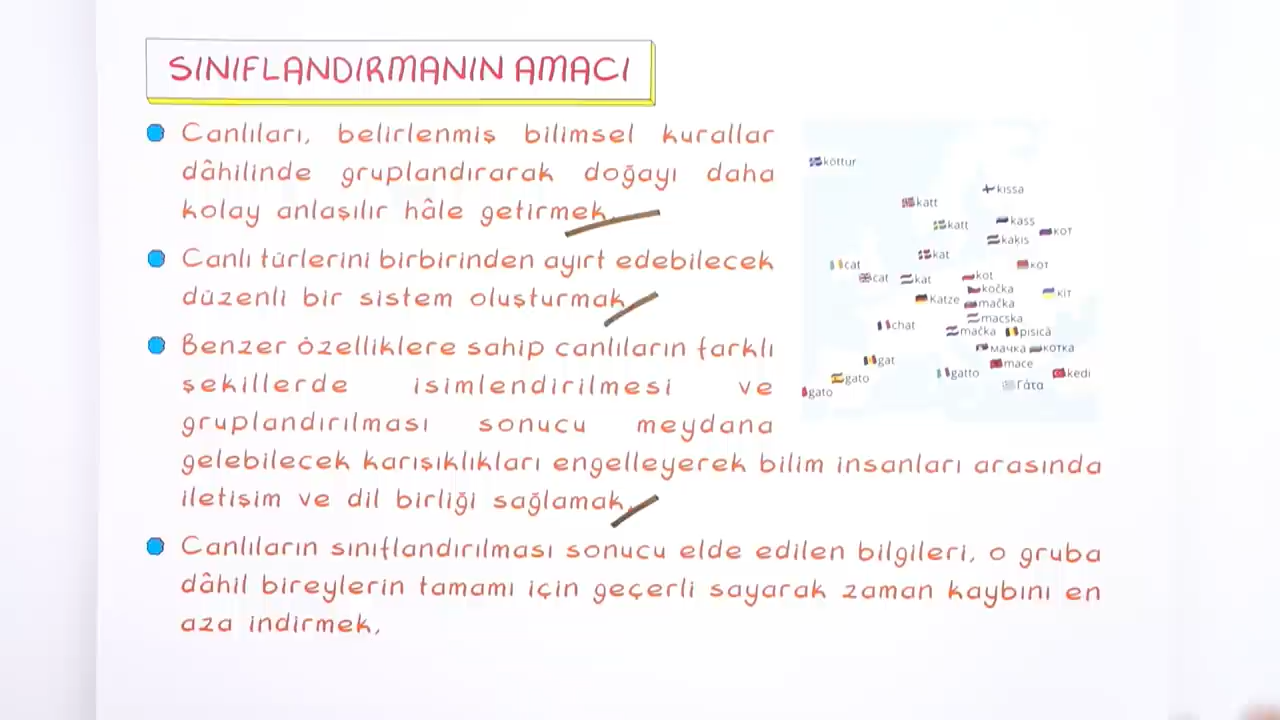 SINIFLANDIRMANIN AMACI
Canlıları, belirlenmiş bilimsel kurallar
dâhilinde gruplandırarak doğayı daha
kolay anlaşılır hâle getirmek.
Canlı türlerini birbirinden ayırt edebilecek
düzenli bir sistem oluşturmak.
Benzer özelliklere sahip canlıların farklı
şekillerde isimlendirilmesi ve
gruplandırılması sonucu meydana
gelebilecek karışıklıkları engelleyerek bilim insanları arasında
iletişim ve dil birliği sağlamak.
Canlıların sınıflandırılması sonucu elde edilen bilgileri, o gruba
dâhil bireylerin tamamı için geçerli sayarak zaman kaybını en
aza indirmek.
köttur
kissa
katt
katt
kass
кот
kaķis
kat
cat
кот
cat
kat
kot
kočka
кіт
Katze
mačka
macska
chat
mačka
pisică
мачка
котка
gat
mace
gatto
kedi
gato
Γάτα
gato